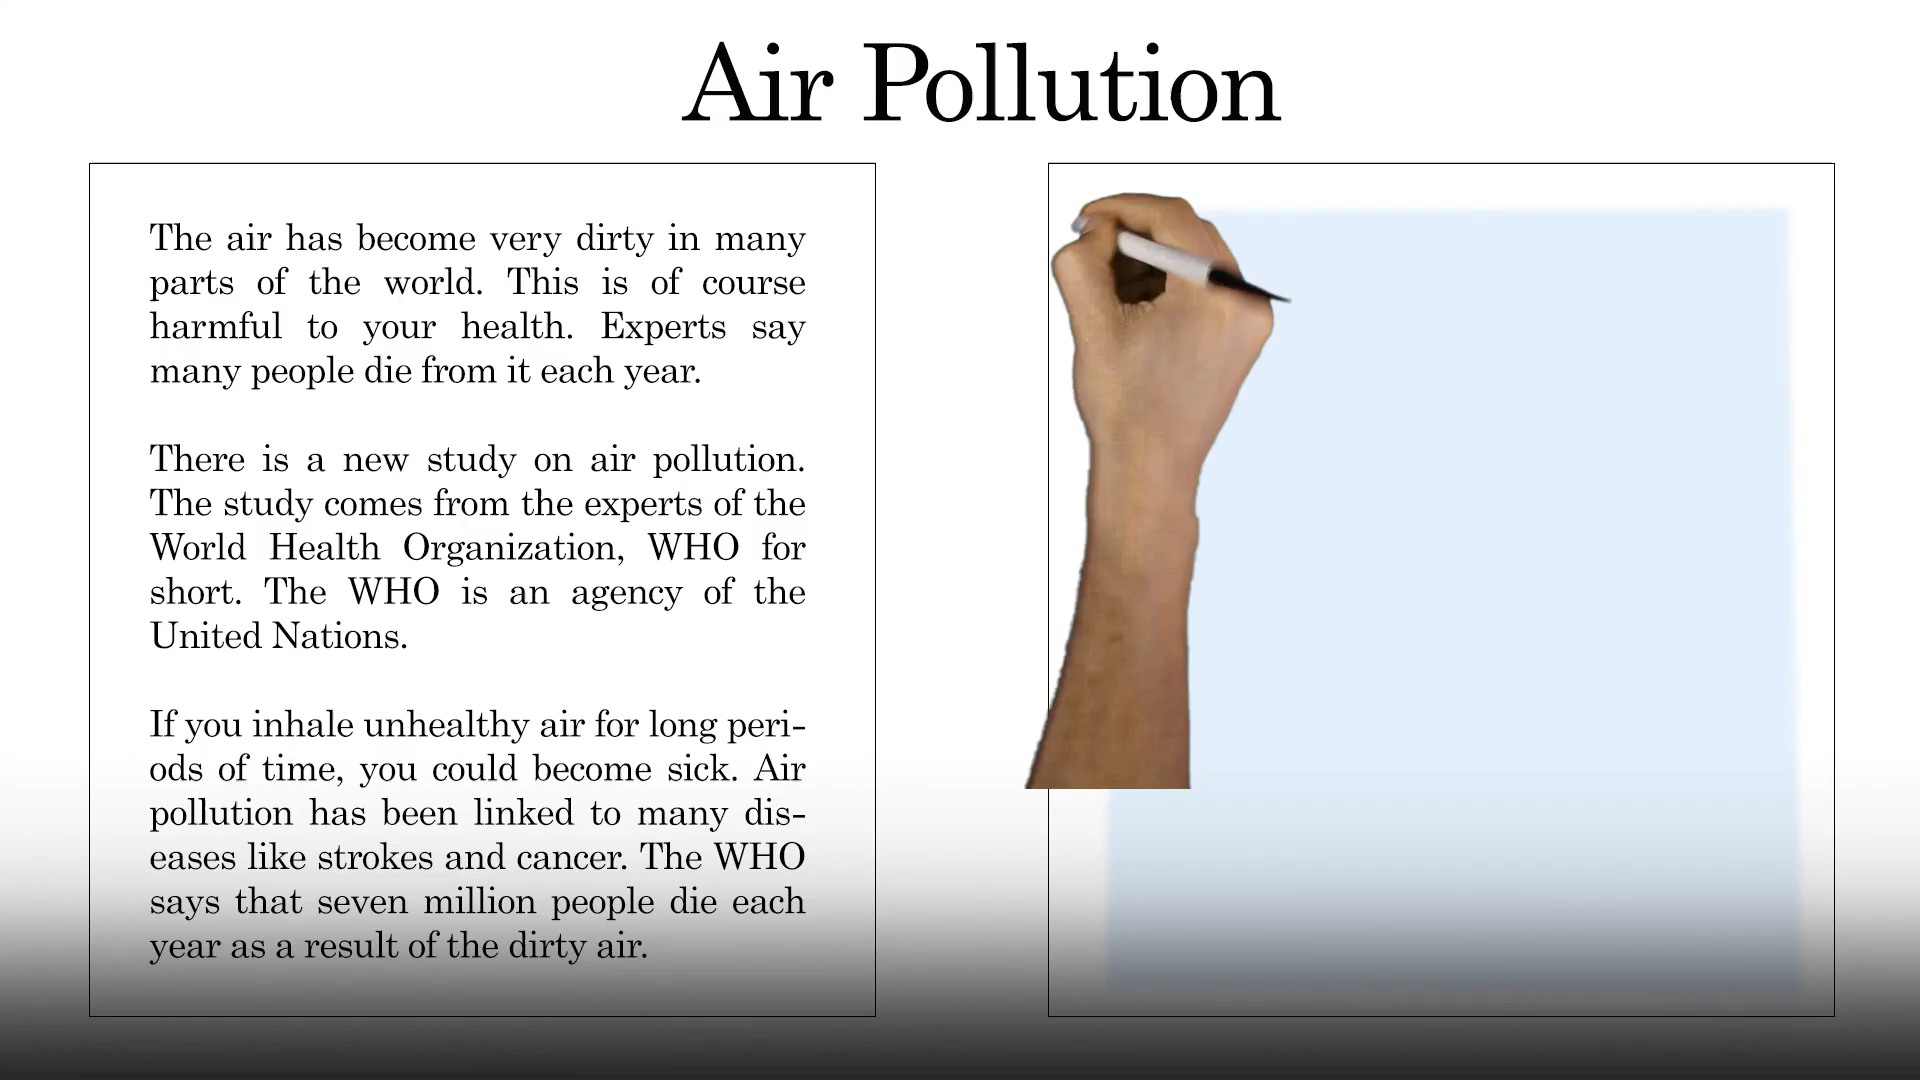 Air Pollution
The air has become very dirty in many
parts of the world. This is of course
harmful to your health. Experts say
many people die from it each year.
There is a new study on air pollution.
The study comes from the experts of the
World Health Organization, WHO for
short. The WHO is an agency of the
United Nations.
If you inhale unhealthy air for long peri-
ods of time, you could become sick. Air
pollution has been linked to many dis-
eases like strokes and cancer. The WHO
says that seven million people die each
year as a result of the dirty air.